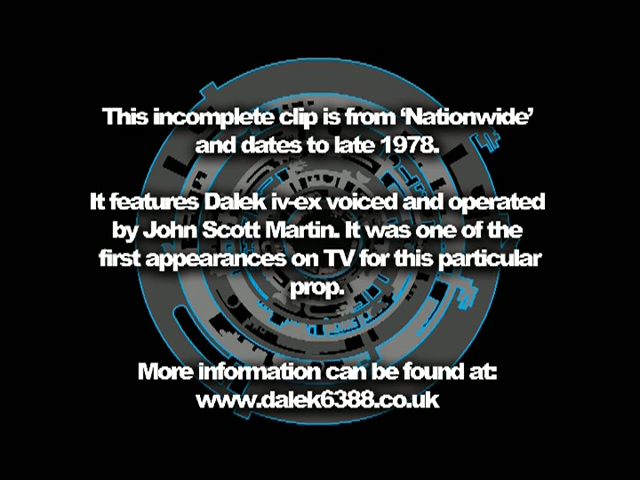 This incomplete clip is from ‘Nationwide’
and dates to late 1978.
It features Dalek iv-ex voiced and operated
by John Scott Martin. It was one of the
first appearances on TV for this particular
prop.
More information can be found at:
www.dalek6388.co.uk